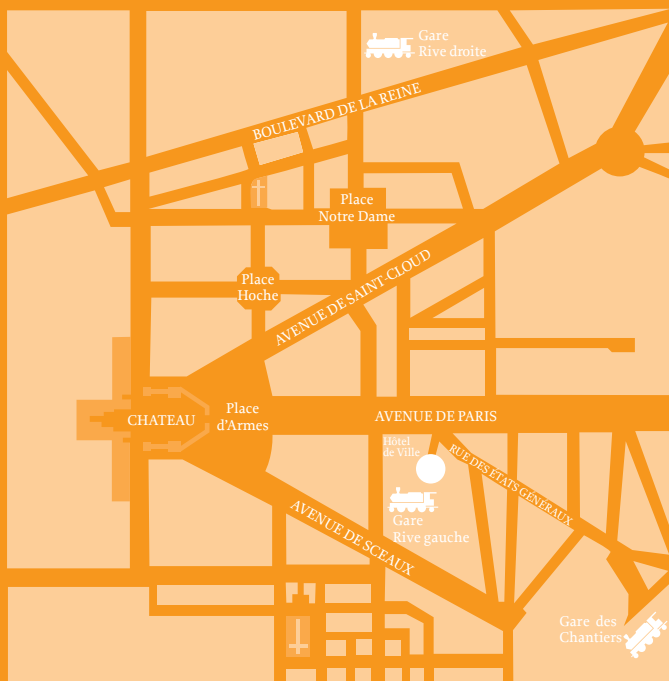 Gare
Rive droite
BOULEVARD DE LA REINE
Place
Notre Dame
Place
Hoche
AVENUE DE SAINT-CLOUD
CHATEAU
Place
d'Armes
AVENUE DE PARIS
Hôtel
de Ville
RUE DES ÉTATS GÉNÉRAUX
Gare
Rive gauche
AVENUE DE SCEAUX
Gare des
Chantiers